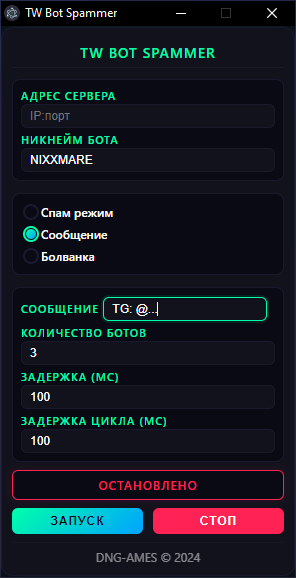 TW Bot Spammer
TW BOT SPAMMER
АДРЕС СЕРВЕРА
IP:порт
НИКНЕЙМ БОТА
NIXXMARE
Спам режим
Сообщение
Болванка
СООБЩЕНИЕ TG: @...
КОЛИЧЕСТВО БОТОВ
3
ЗАДЕРЖКА (МС)
100
ЗАДЕРЖКА ЦИКЛА (МС)
100
ОСТАНОВЛЕНО
ЗАПУСК СТОП
DNG-AMES © 2024